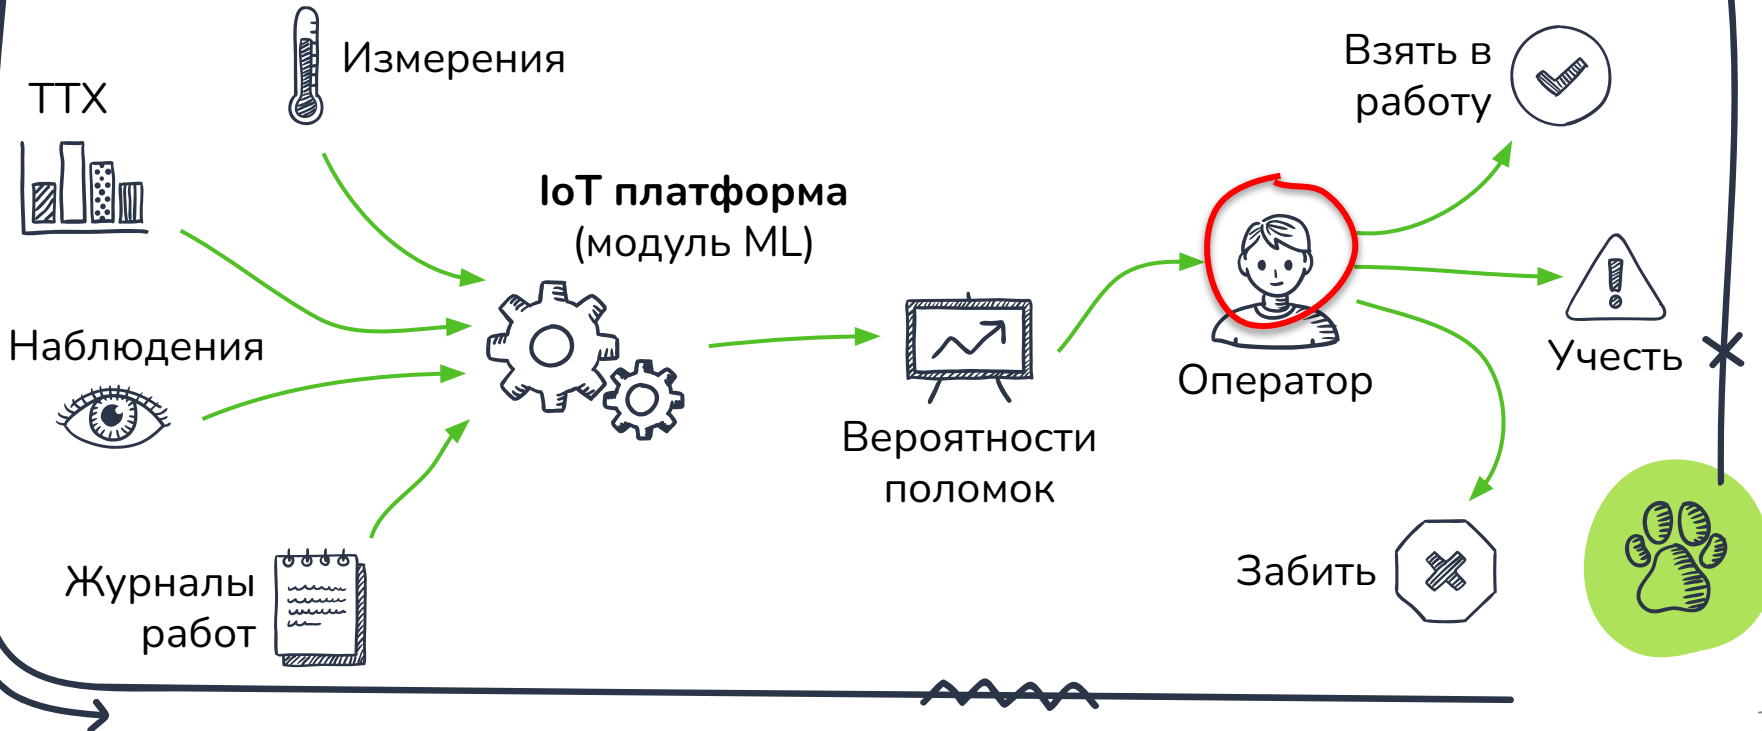 Измерения
ТТХ
Взять в
работу
IoT платформа
(модуль ML)
Наблюдения
Учесть
Оператор
Вероятности
поломок
Журналы
работ
Забить